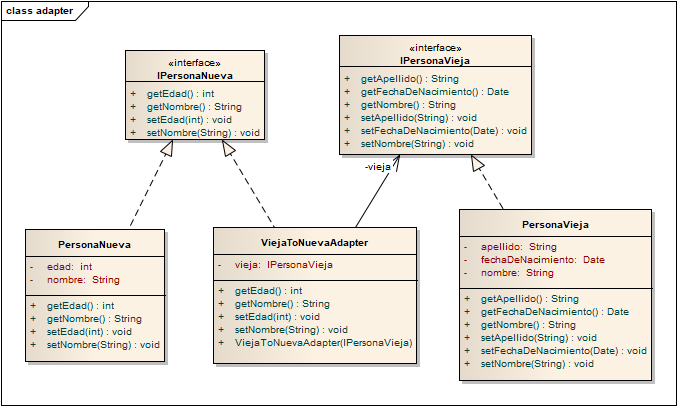 class adapter
«interface»
IPersonaNueva
+ getEdad() : int
+ getNombre() : String
+ setEdad(int) : void
+ setNombre(String) : void
«interface»
IPersonaVieja
+ getApellido() : String
+ getFechaDeNacimiento() : Date
+ getNombre() : String
+ setApellido(String) : void
+ setFechaDeNacimiento(Date) : void
+ setNombre(String) : void
-vieja
PersonaNueva
- edad: int
- nombre: String
+ getEdad() : int
+ getNombre() : String
+ setEdad(int) : void
+ setNombre(String) : void
ViejaToNuevaAdapter
- vieja: IPersonaVieja
+ getEdad() : int
+ getNombre() : String
+ setEdad(int) : void
+ setNombre(String) : void
+ ViejaToNuevaAdapter(IPersonaVieja)
PersonaVieja
- apellido: String
- fechaDeNacimiento: Date
- nombre: String
+ getApellido() : String
+ getFechaDeNacimiento() : Date
+ getNombre() : String
+ setApellido(String) : void
+ setFechaDeNacimiento(Date) : void
+ setNombre(String) : void